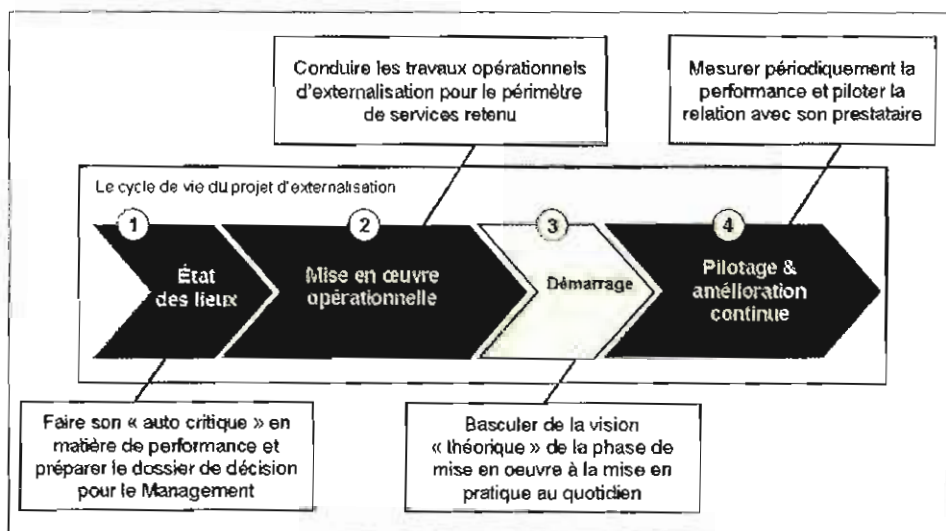 Conduire les travaux opérationnels
d'externalisation pour le périmètre
de services retenu
Mesurer périodiquement la
performance et piloter la
relation avec son prestataire
Le cycle de vie du projet d'externalisation
1
État
des lieux
2
Mise en œuvre
opérationnelle
3
Démarrage
4
Pilotage &
amélioration
continue
Faire son « auto critique » en
matière de performance et
préparer le dossier de décision
pour le Management
Basculer de la vision
« théorique » de la phase de
mise en oeuvre à la mise en
pratique au quotidien